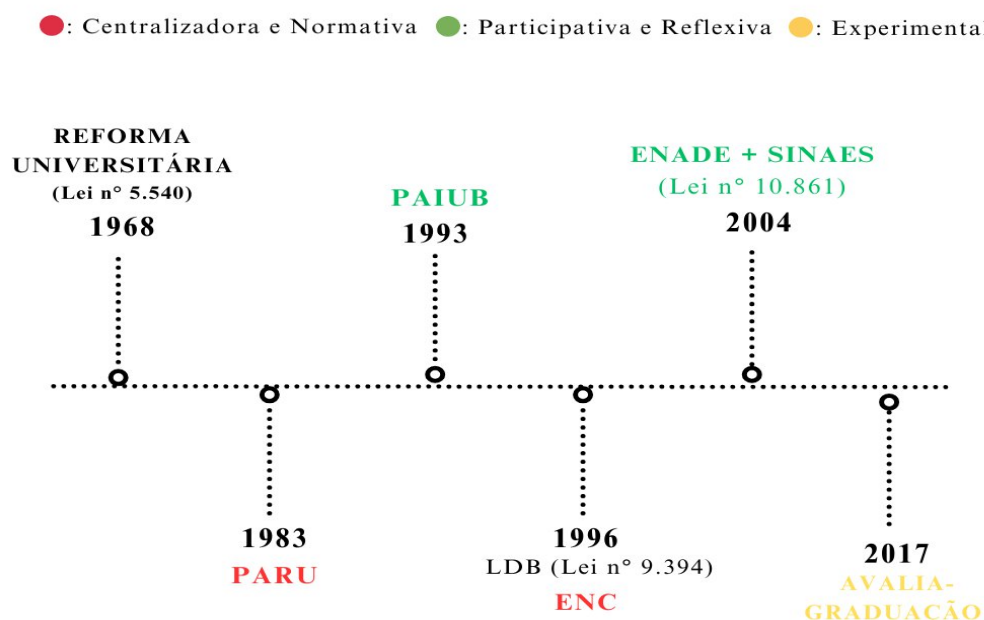 : Centralizadora e Normativa : Participativa e Reflexiva : Experimental
REFORMA
UNIVERSITÁRIA
(Lei n° 5.540)
1968
PAIUB
1993
ENADE + SINAES
(Lei n° 10.861)
2004
1983
PARU
1996
LDB (Lei n° 9.394)
ENC
2017
AVALIA-
GRADUACÃO